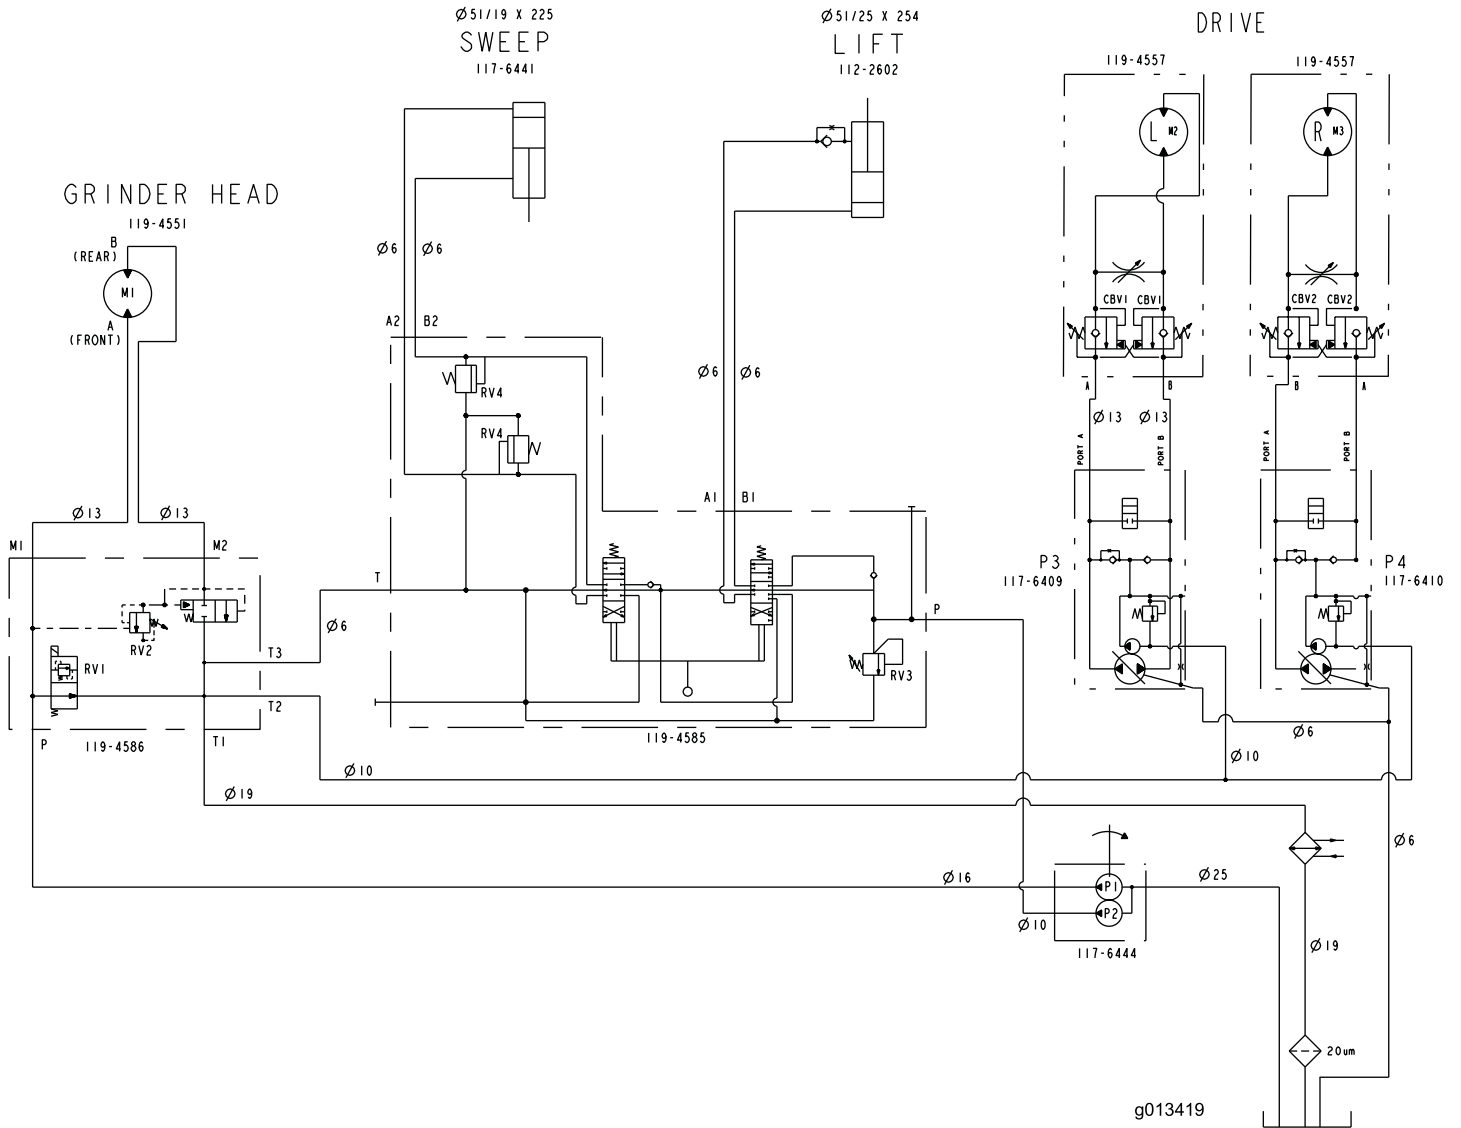 Ø51/19 X 225
SWEEP
117-6441
Ø51/25 X 254
LIFT
112-2602
DRIVE
119-4557
119-4557
L M2
R M3
GRINDER HEAD
119-4551
B
(REAR)
M1
A
(FRONT)
Ø6 Ø6
A2 B2
RV4
RV4
Ø6 Ø6
A1 B1
CBV1 CBV1
CBV2 CBV2
A B
B A
Ø13 Ø13
PORT A
PORT B
PORT A
PORT B
Ø13 Ø13
M1 M2
T
P
P3
117-6409
P4
117-6410
RV2
RV1
Ø6
T3
T2
RV3
P
119-4586
T1
119-4585
Ø6
Ø10
Ø10
Ø19
Ø6
Ø16
P1
P2
Ø25
Ø10
117-6444
Ø19
20um
g013419